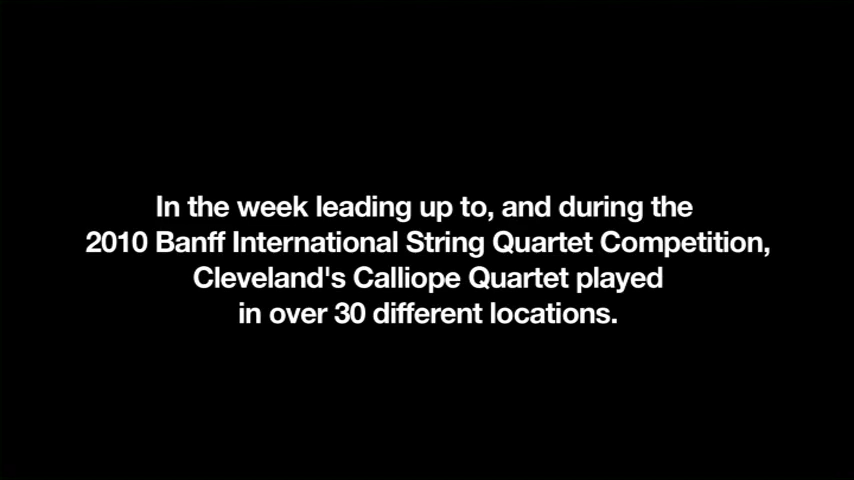 In the week leading up to, and during the
2010 Banff International String Quartet Competition,
Cleveland's Calliope Quartet played
in over 30 different locations.